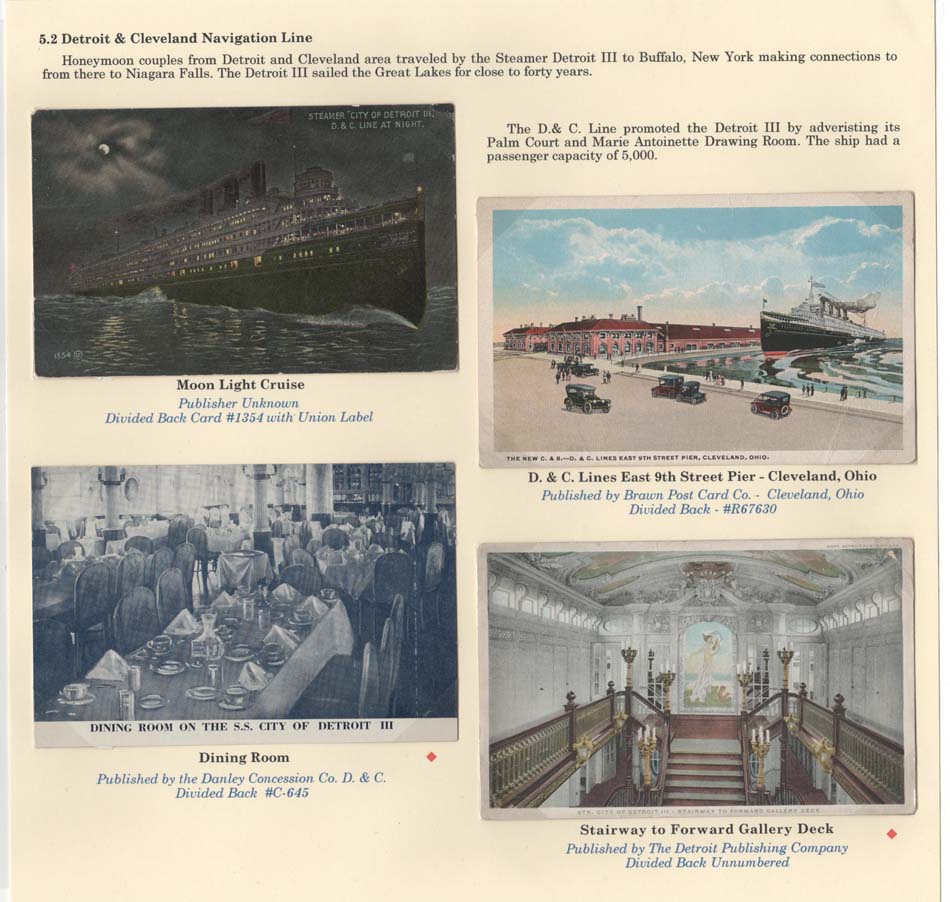 5.2 Detroit & Cleveland Navigation Line
Honeymoon couples from Detroit and Cleveland area traveled by the Steamer Detroit III to Buffalo, New York making connections to
from there to Niagara Falls. The Detroit III sailed the Great Lakes for close to forty years.
STEAMER "CITY OF DETROIT III.
D. & C. LINE AT NIGHT.
1354
Moon Light Cruise
Publisher Unknown
Divided Back Card #1354 with Union Label
The D.& C. Line promoted the Detroit III by adveristing its
Palm Court and Marie Antoinette Drawing Room. The ship had a
passenger capacity of 5,000.
THE NEW C. & B.—D. & C. LINES EAST 9TH STREET PIER, CLEVELAND, OHIO.
D. & C. Lines East 9th Street Pier - Cleveland, Ohio
Published by Brawn Post Card Co. - Cleveland, Ohio
Divided Back - #R67630
DINING ROOM ON THE S.S. CITY OF DETROIT III
Dining Room
Published by the Danley Concession Co. D. & C.
Divided Back #C-645
STR. CITY OF DETROIT III - STAIRWAY TO FORWARD GALLERY DECK
Stairway to Forward Gallery Deck
Published by The Detroit Publishing Company
Divided Back Unnumbered